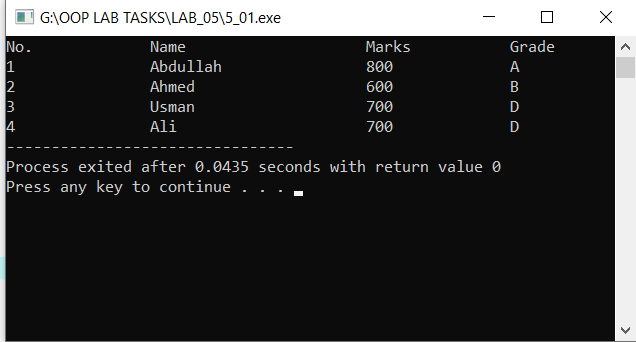 G:\OOP LAB TASKS\LAB_05\5_01.exe
No. Name Marks Grade
1 Abdullah 800 A
2 Ahmed 600 B
3 Usman 700 D
4 Ali 700 D
--------------------------------
Process exited after 0.0435 seconds with return value 0
Press any key to continue . . .